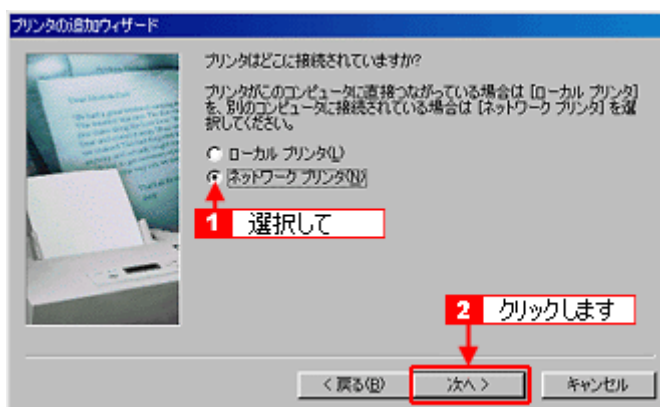 プリンタの追加ウィザード
プリンタはどこに接続されていますか?
プリンタがこのコンピュータに直接つながっている場合は [ローカル プリンタ]
を、別のコンピュータに接続されている場合は [ネットワーク プリンタ] を選
択してください。
ローカル プリンタ(L)
ネットワーク プリンタ(N)
1 選択して
2 クリックします
< 戻る(B)
次へ >
キャンセル